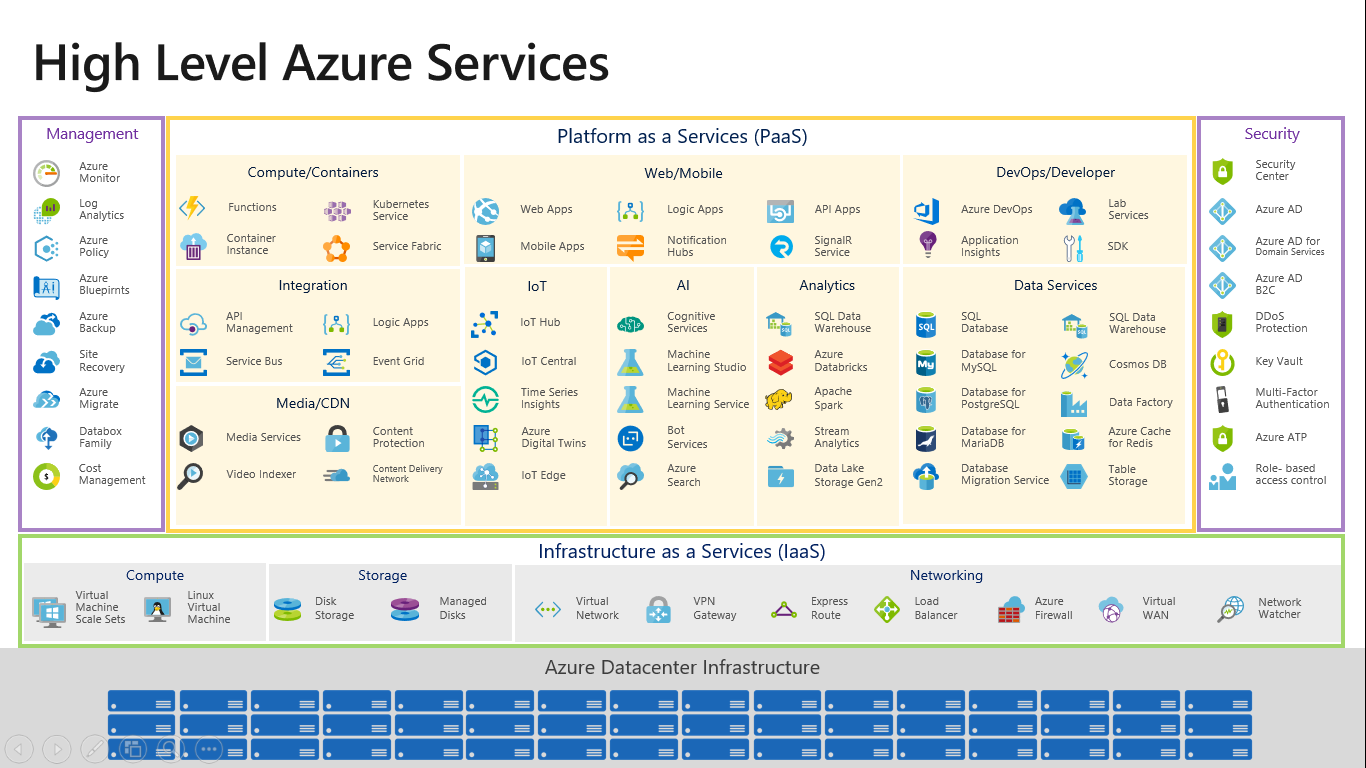 High Level Azure Services
Management
Azure
Monitor
Log
Analytics
Azure
Policy
Azure
Bluepirnts
Azure
Backup
Site
Recovery
Azure
Migrate
Databox
Family
Cost
Management
Platform as a Services (PaaS)
Compute/Containers
Functions
Kubernetes
Service
Container
Instance
Service Fabric
Web/Mobile
Web Apps
Logic Apps
API Apps
Mobile Apps
Notification
Hubs
SignalR
Service
DevOps/Developer
Azure DevOps
Lab
Services
Application
Insights
SDK
Integration
API
Management
Logic Apps
Service Bus
Event Grid
Media/CDN
Media Services
Content
Protection
Video Indexer
Content Delivery
Network
IoT
IoT Hub
IoT Central
Time Series
Insights
Azure
Digital Twins
IoT Edge
AI
Cognitive
Services
Machine
Learning Studio
Machine
Learning Service
Bot
Services
Azure
Search
Analytics
SQL Data
Warehouse
SQL
Azure
Databricks
Apache
Spark
Stream
Analytics
Data Lake
Storage Gen2
Data Services
SQL
SQL
Database
SQL
SQL Data
Warehouse
My
Database for
MySQL
Cosmos DB
Database for
PostgreSQL
Data Factory
Database for
MariaDB
Azure Cache
for Redis
Database
Migration Service
Table
Storage
Security
Security
Center
Azure AD
Azure AD for
Domain Services
Azure AD
B2C
DDoS
Protection
Key Vault
Multi-Factor
Authentication
Azure ATP
Role- based
access control
Infrastructure as a Services (IaaS)
Compute
Virtual
Machine
Scale Sets
Linux
Virtual
Machine
Storage
Disk
Storage
Managed
Disks
Networking
Virtual
Network
VPN
Gateway
Express
Route
Load
Balancer
Azure
Firewall
Virtual
WAN
Network
Watcher
Azure Datacenter Infrastructure